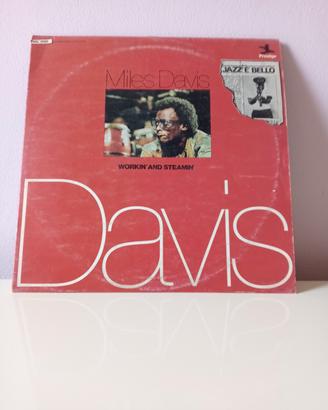 Prestige
JAZZ È BELLO
Miles Davis
WORKIN' AND STEAMIN'
Davis